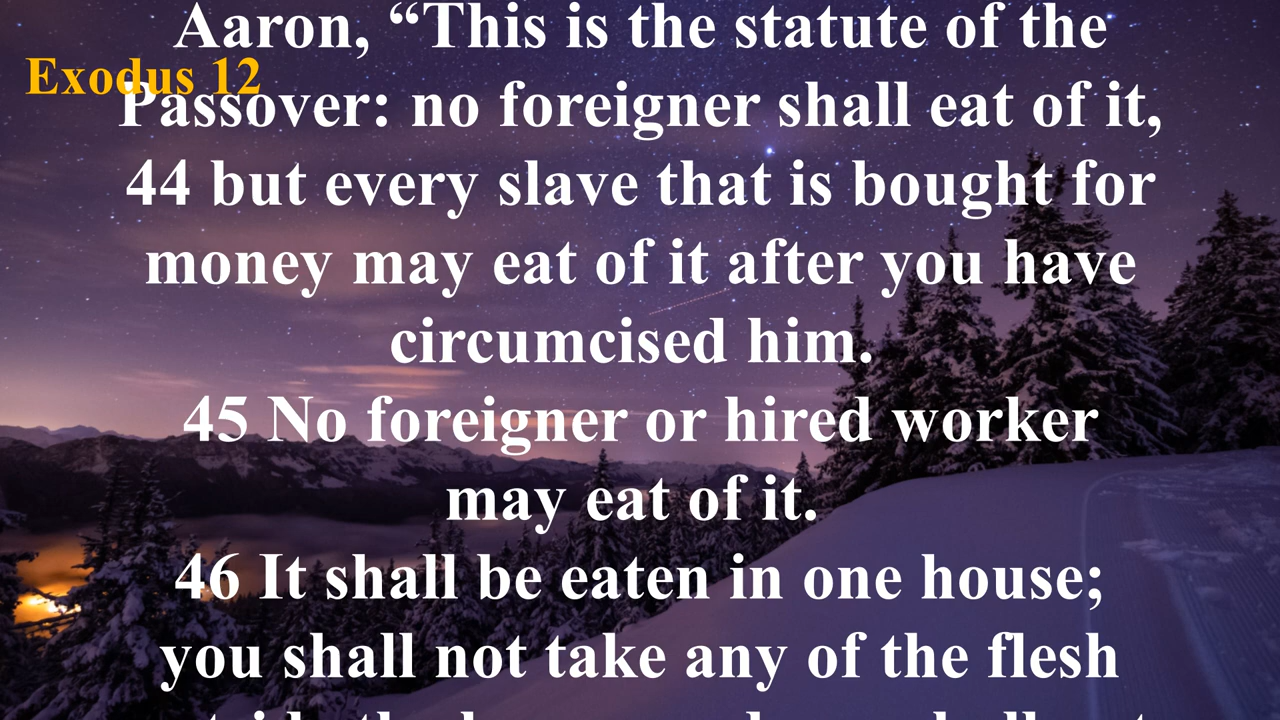 Aaron, “This is the statute of the
Exodus 12
Passover: no foreigner shall eat of it,
44 but every slave that is bought for
money may eat of it after you have
circumcised him.
45 No foreigner or hired worker
may eat of it.
46 It shall be eaten in one house;
you shall not take any of the flesh